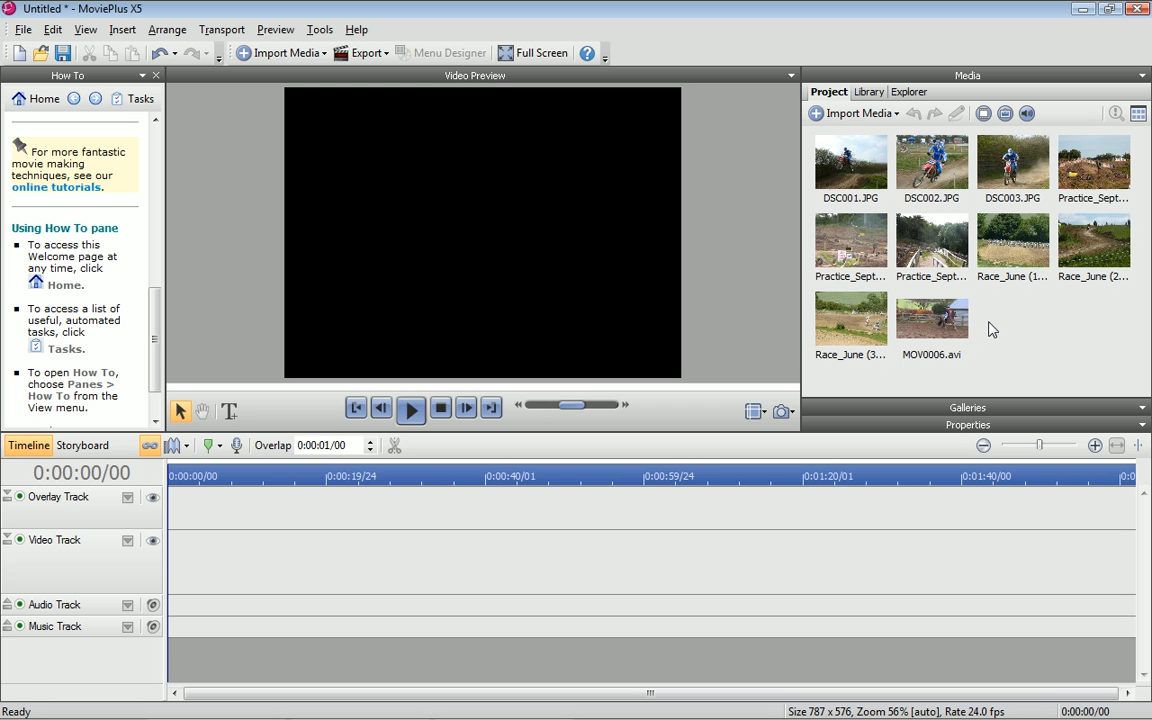 Untitled * - MoviePlus X5
File Edit View Insert Arrange Transport Preview Tools Help
Import Media Export Menu Designer Full Screen
How To
Video Preview
Media
Home Tasks
Project Library Explorer
Import Media
For more fantastic
movie making
techniques, see our
online tutorials.
Using How To pane
To access this
Welcome page at
any time, click
Home.
To access a list of
useful, automated
tasks, click
Tasks.
To open How To,
choose Panes >
How To from the
View menu.
DSC001.JPG DSC002.JPG DSC003.JPG Practice_Sept...
Practice_Sept... Practice_Sept... Race_June (1... Race_June (2...
Race_June (3... MOV0006.avi
Galleries
Properties
Timeline Storyboard Overlap 0:00:01/00
0:00:00/00
0:00:00/00 0:00:19/24 0:00:40/01 0:00:59/24 0:01:20/01 0:01:40/00 0:0
Overlay Track
Video Track
Audio Track
Music Track
Ready
Size 787 x 576, Zoom 56% [auto], Rate 24.0 fps 0:00:00/00